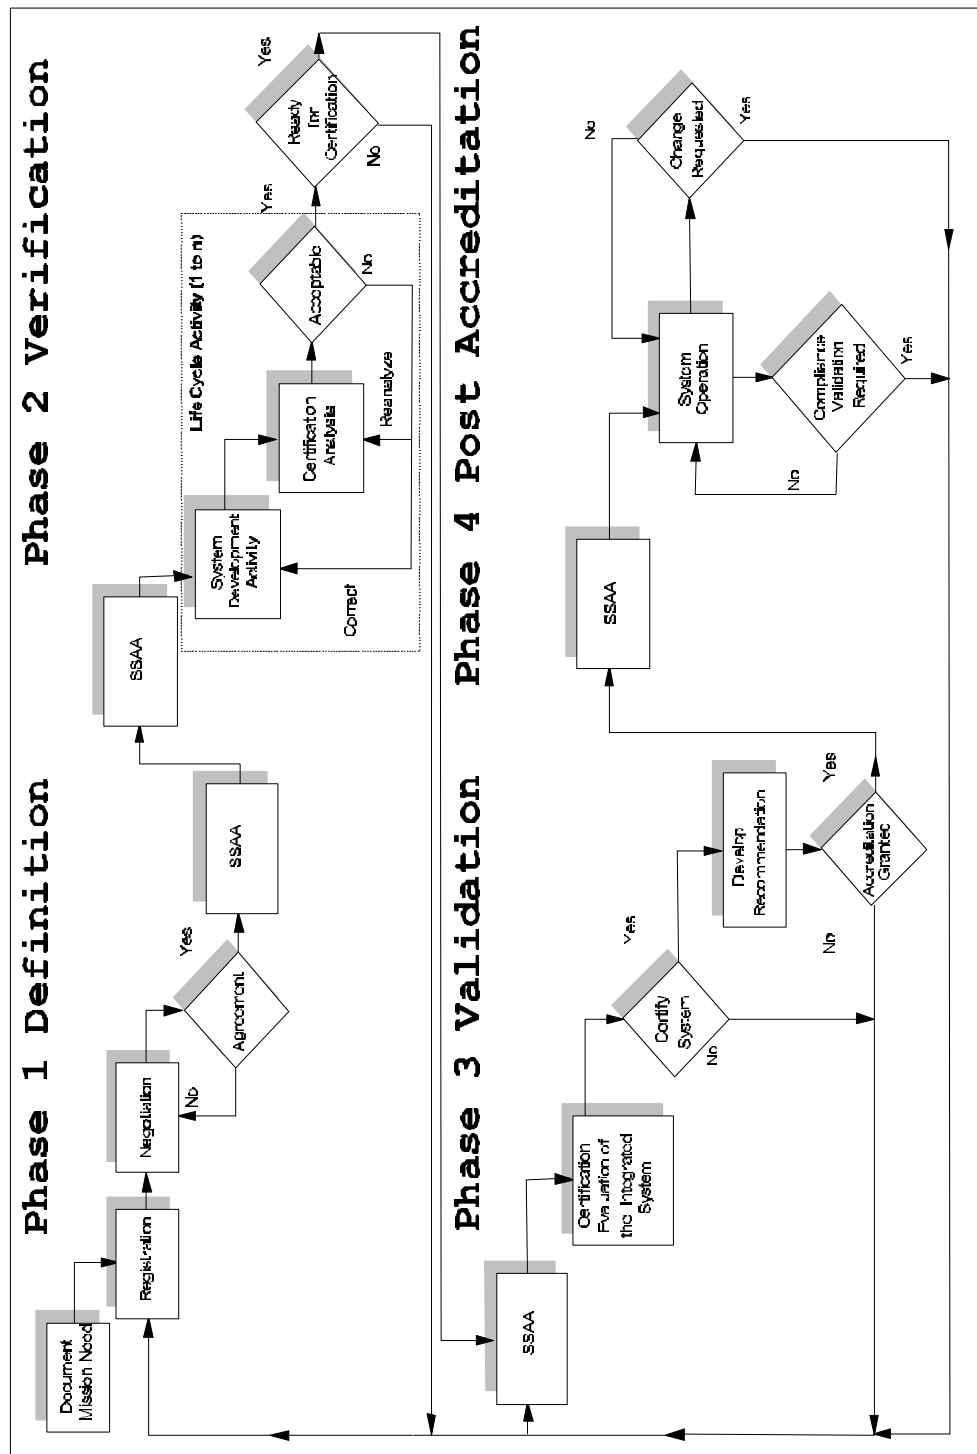 Phase 1 Definition
Document
Mission Need
Registration
Negotiation
No
Agreement
Yes
SSAA
Phase 2 Verification
SSAA
Life Cycle Activity (1 to n)
System
Development
Activity
Correct
Certification
Analysis
Reanalyze
Acceptable
No
Yes
Ready
for
Certification
No
Yes
Phase 3 Validation
SSAA
Certification
Evaluation of
the Integrated
System
Certify
System
No
Yes
Develop
Recommendation
Accreditation
Granted
No
Yes
Phase 4 Post Accreditation
SSAA
System
Operation
No
Compliance
Validation
Required
Yes
Change
Requested
No
Yes